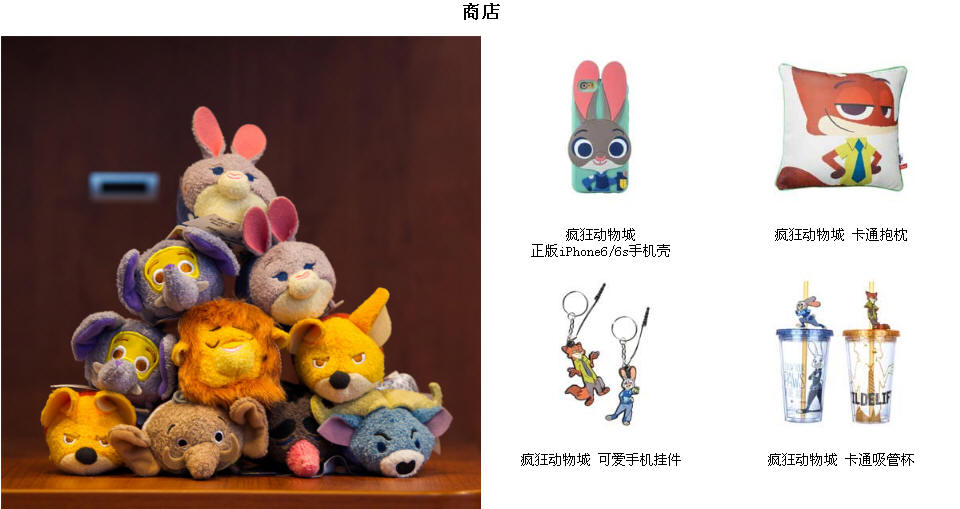 商店
疯狂动物城
正版iPhone6/6s手机壳
疯狂动物城 卡通抱枕
疯狂动物城 可爱手机挂件
疯狂动物城 卡通吸管杯